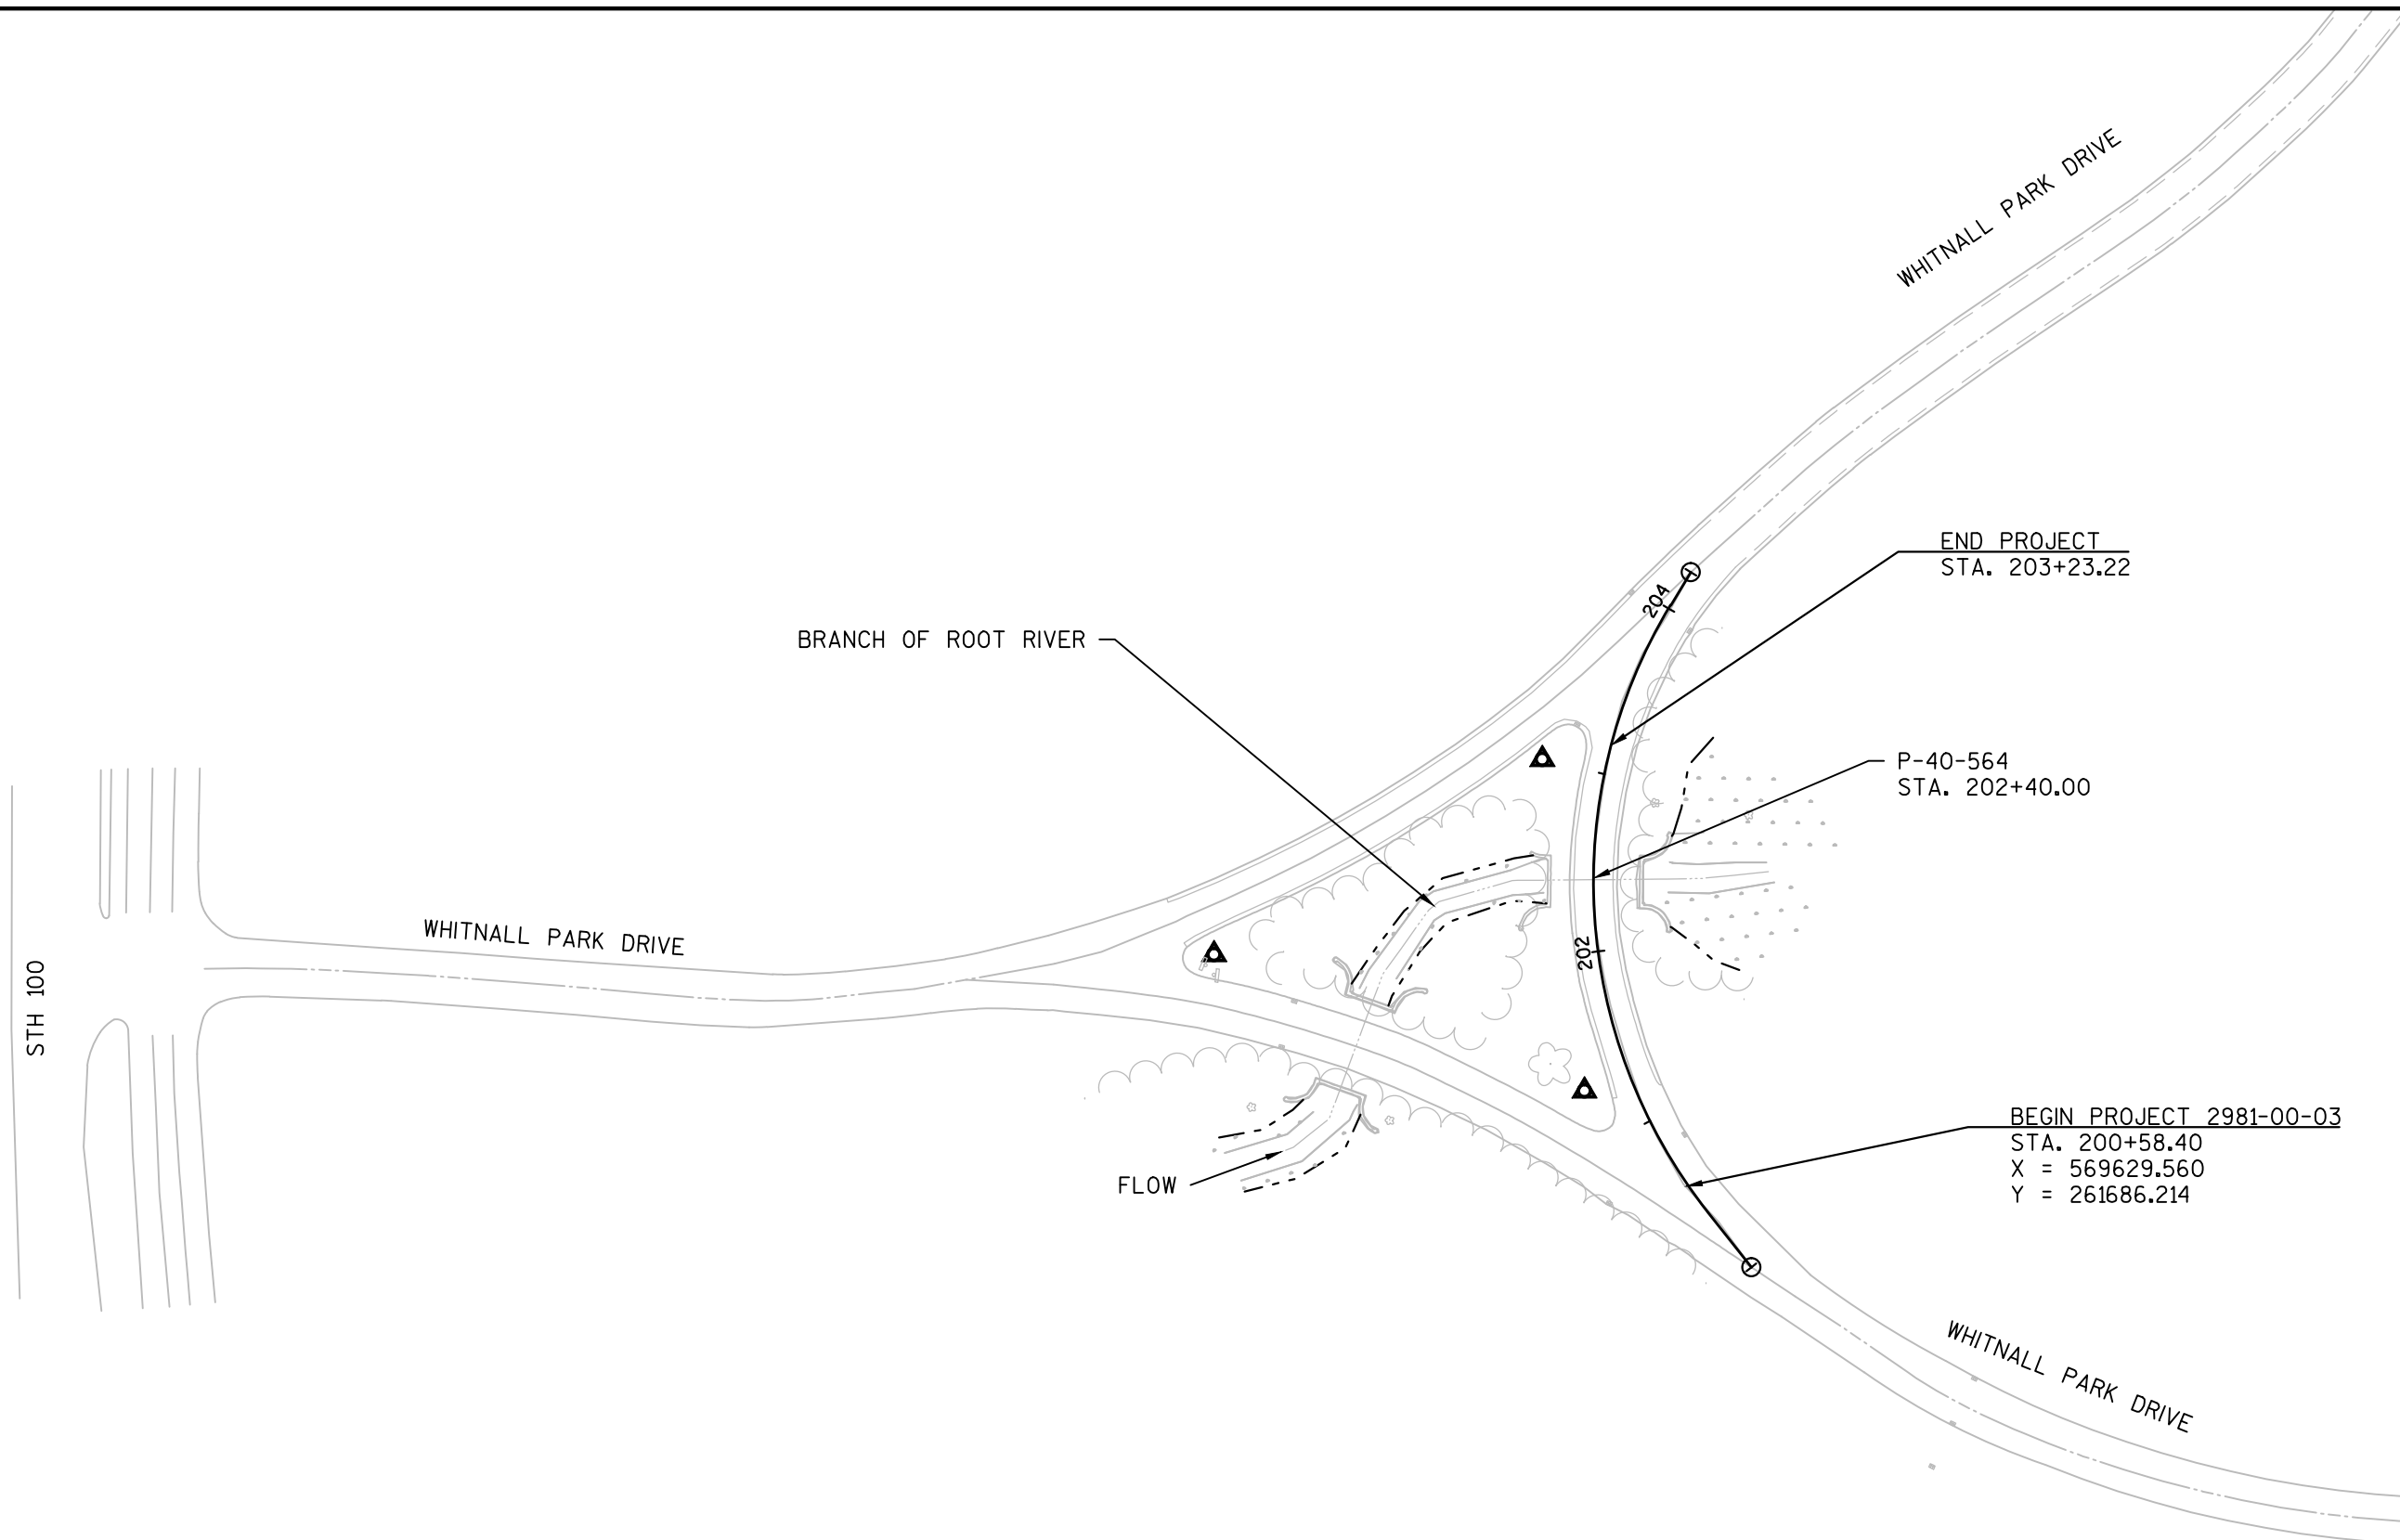 WHITNALL PARK DRIVE
END PROJECT
STA. 203+23.22
204
BRANCH OF ROOT RIVER
P-40-564
STA. 202+40.00
WHITNALL PARK DRIVE
202
STH 100
BEGIN PROJECT 2981-00-03
STA. 200+58.40
X = 569629.560
Y = 261686.214
FLOW
WHITNALL PARK DRIVE